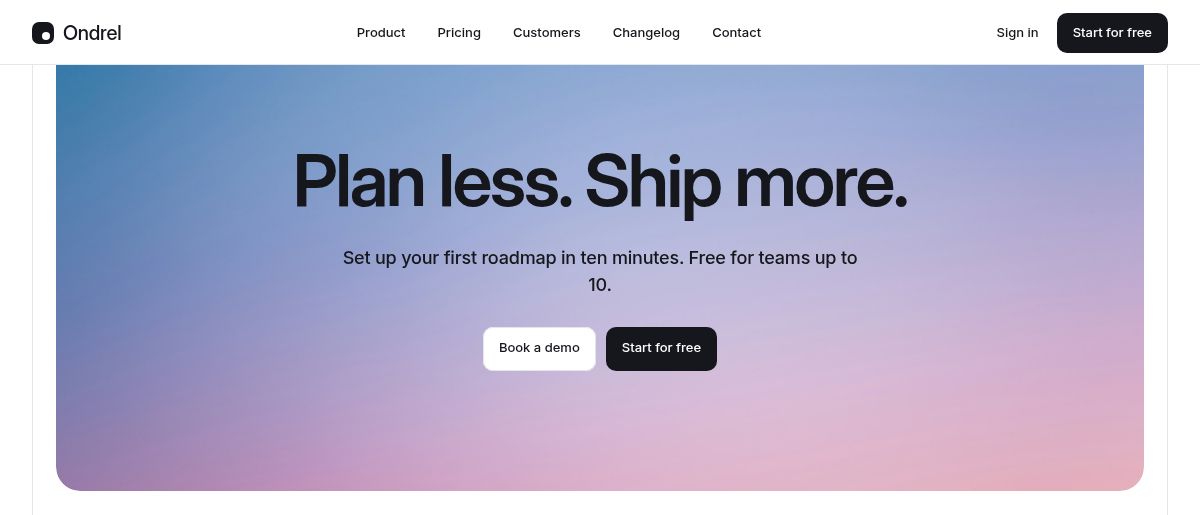 Ondrel
Product
Pricing
Customers
Changelog
Contact
Sign in
Start for free
Plan less. Ship more.
Set up your first roadmap in ten minutes. Free for teams up to
10.
Book a demo
Start for free